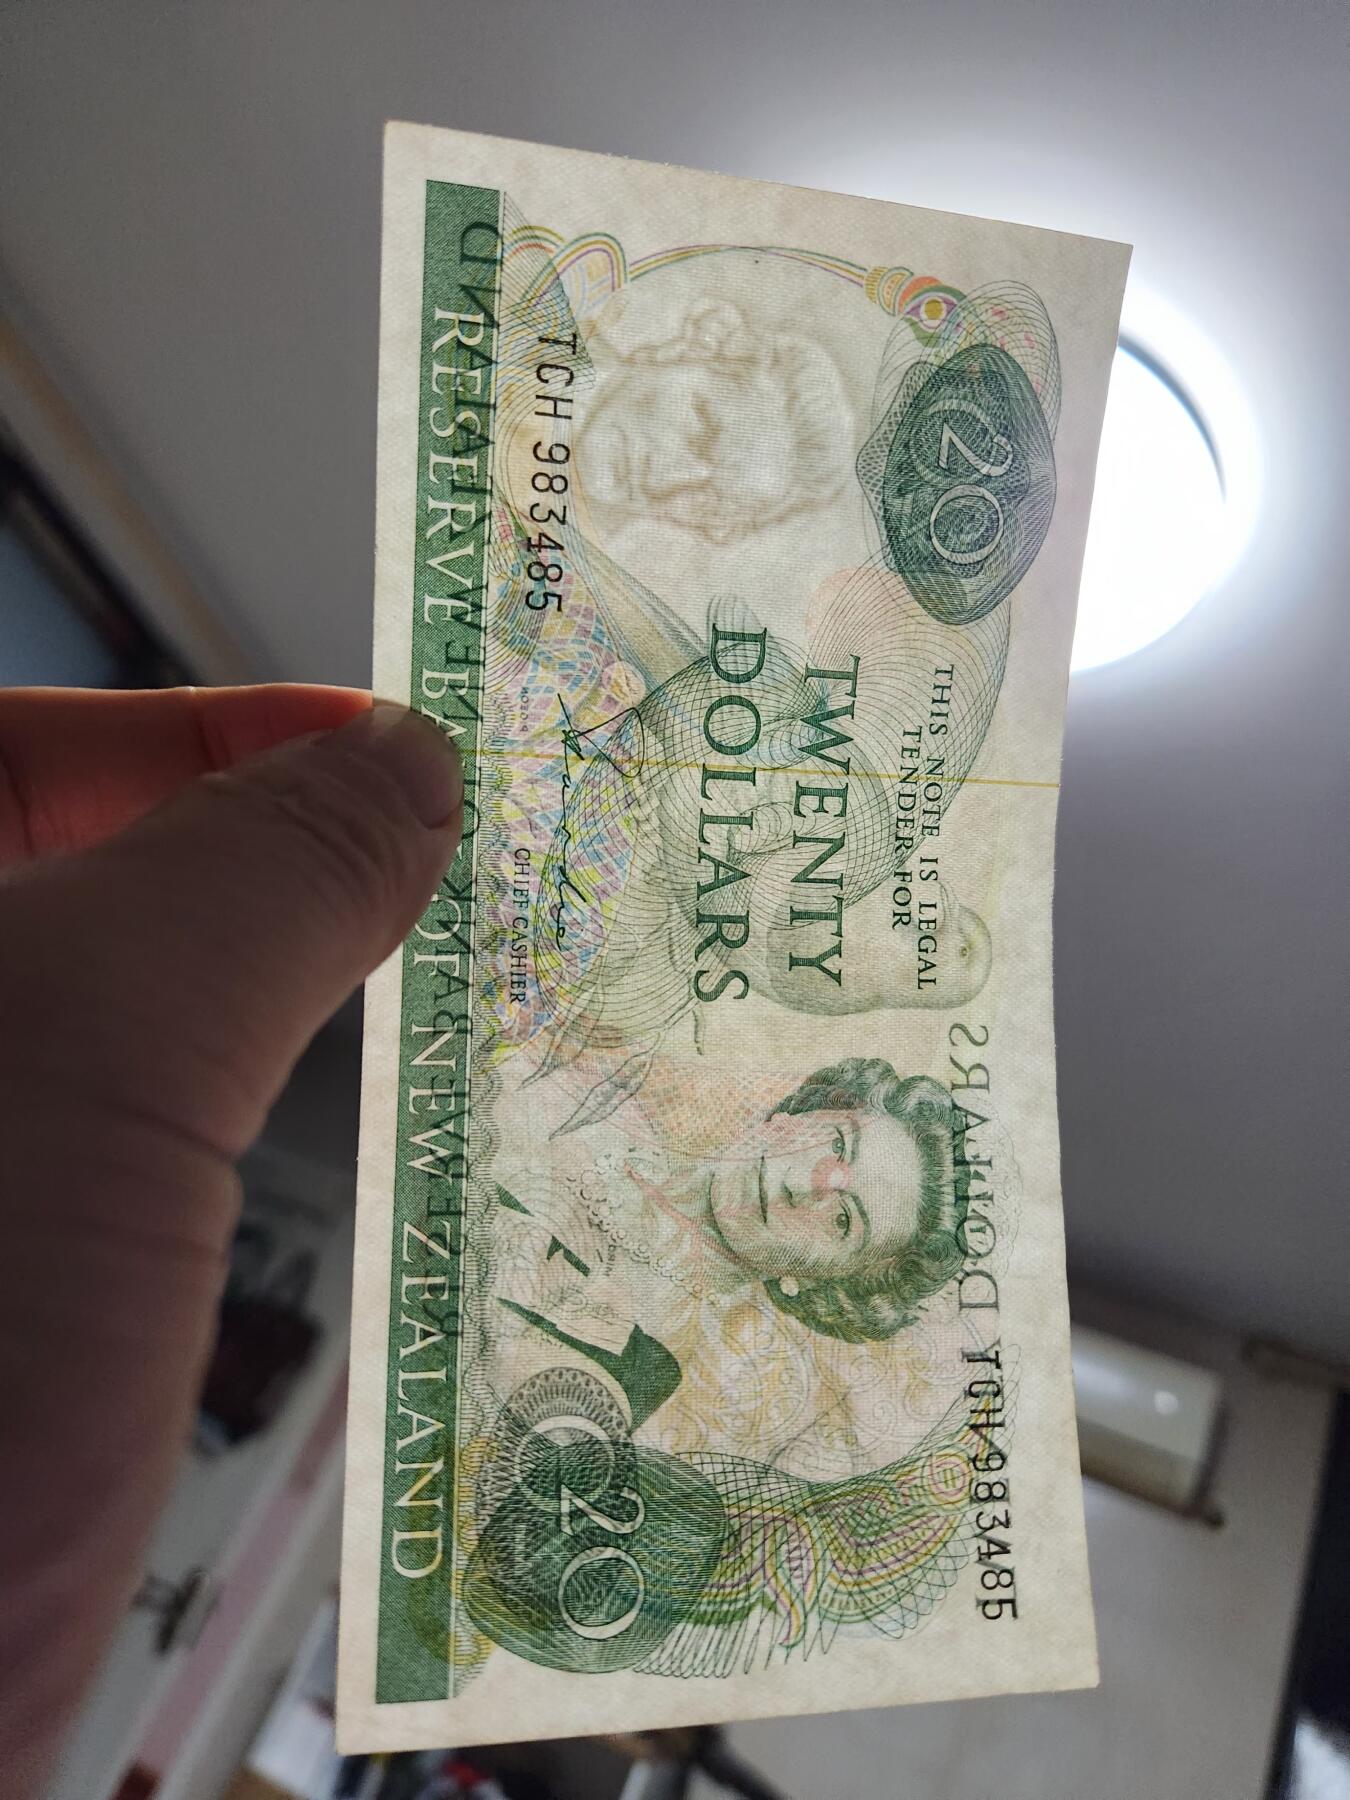 RESERVE BANK OF NEW ZEALAND
TCH 983485
CHIEF CASHIER
TWENTY
DOLLARS
THIS NOTE IS LEGAL
TENDER FOR
20
20
TCH 983485
DOLLARS